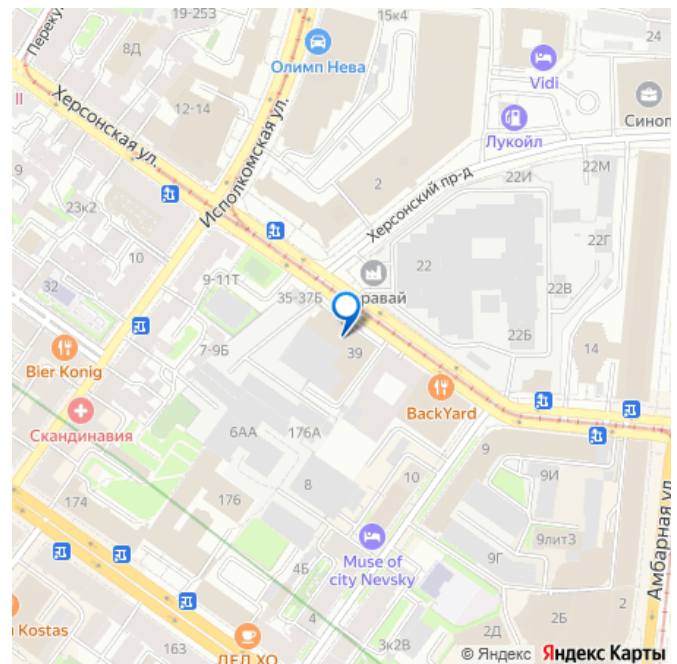 19-253
15к4
24
Переку
8Д
Олимп Нева
Vidi
II
Херсонская ул.
12-14
Исполкомская ул.
Лукойл
Синоп
9
2
22М
22И
Херсонский пр-д
23к2
10
22Г
9-11Т
22
32
35-37Б
равай
22В
22Б
7-9Б
39
14
Bier Konig
BackYard
Скандинавия
6АА
176А
9
8
10
9И
174
176
Амбарная ул.
Muse of
city Nevsky
9лит3
9Г
4Б
4
2
2Б
Kostas
163
3к2В
2Д
ДЕД ХО
© Яндекс Яндекс Карты